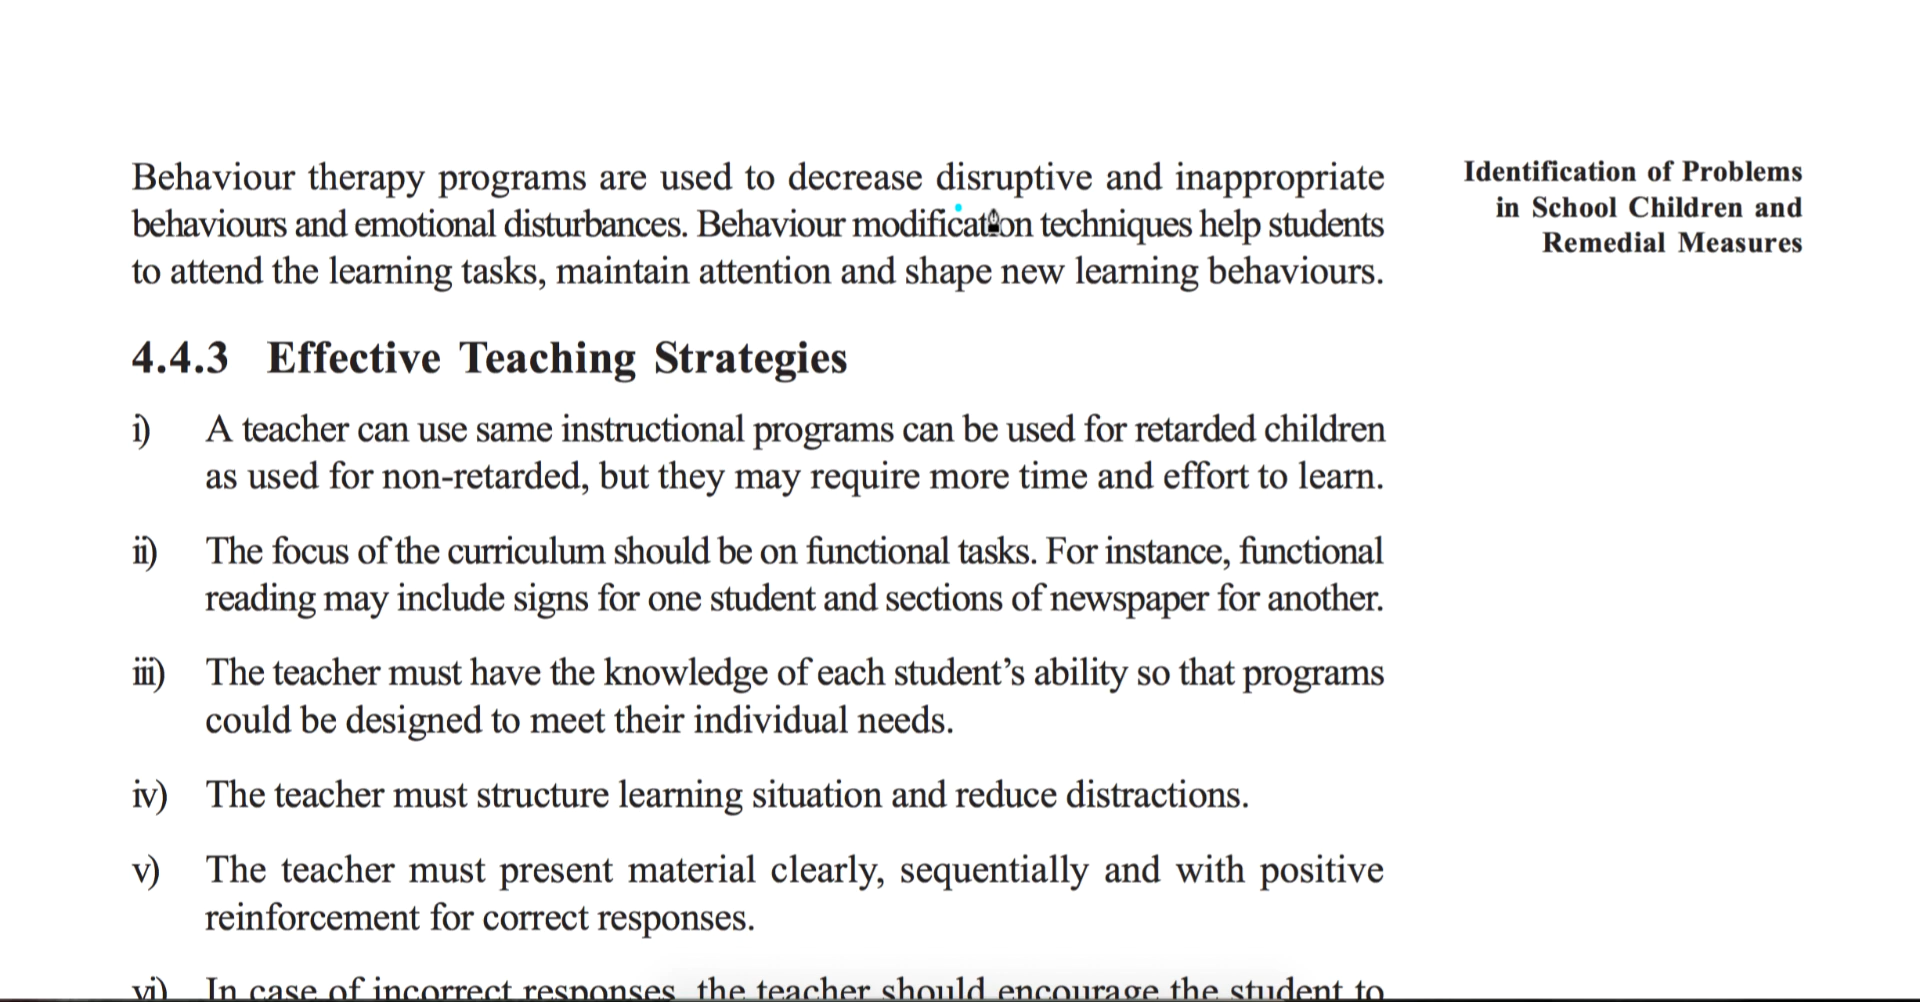 Behaviour therapy programs are used to decrease disruptive and inappropriate
behaviours and emotional disturbances. Behaviour modification techniques help students
to attend the learning tasks, maintain attention and shape new learning behaviours.
Identification of Problems
in School Children and
Remedial Measures
4.4.3 Effective Teaching Strategies
i) A teacher can use same instructional programs can be used for retarded children
as used for non-retarded, but they may require more time and effort to learn.
ii) The focus of the curriculum should be on functional tasks. For instance, functional
reading may include signs for one student and sections of newspaper for another.
iii) The teacher must have the knowledge of each student's ability so that programs
could be designed to meet their individual needs.
iv) The teacher must structure learning situation and reduce distractions.
v) The teacher must present material clearly, sequentially and with positive
reinforcement for correct responses.
vi) In case of incorrect responses, the teacher should encourage the student to